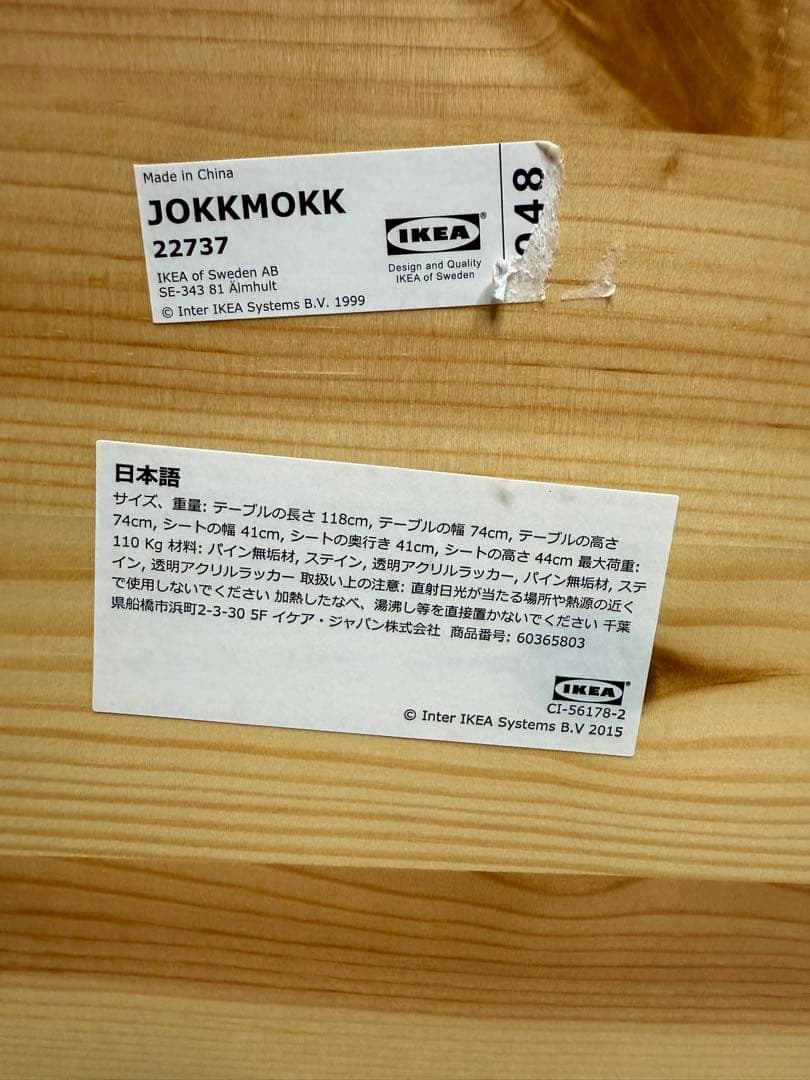 Made in China
JOKKMOKK
22737
IKEA of Sweden AB
SE-343 81 Älmhult
© Inter IKEA Systems B.V. 1999
IKEA®
Design and Quality
IKEA of Sweden
日本語
サイズ、重量: テーブルの長さ 118cm, テーブルの幅 74cm, テーブルの高さ
74cm, シートの幅 41cm, シートの奥行き 41cm, シートの高さ 44cm 最大荷重:
110 Kg 材料: パイン無垢材, ステイン, 透明アクリルラッカー, パイン無垢材, ステ
イン, 透明アクリルラッカー 取扱い上の注意: 直射日光が当たる場所や熱源の近く
で使用しないでください 加熱したなべ、湯沸し等を直接置かないでください 千葉
県船橋市浜町2-3-30 5F イケア・ジャパン株式会社 商品番号: 60365803
IKEA®
CI-56178-2
© Inter IKEA Systems B.V 2015